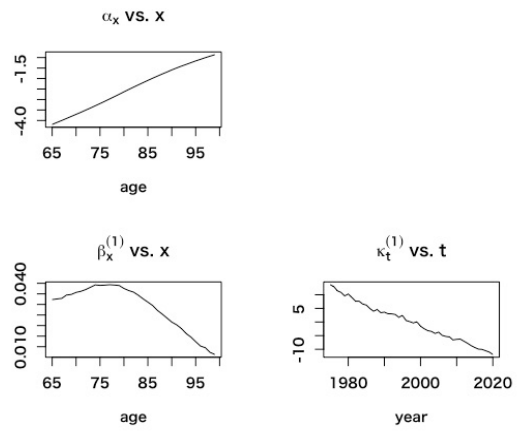 αx vs. x
-1.5
-4.0
65 75 85 95
age
βx(1) vs. x
0.040
0.010
65 75 85 95
age
κt(1) vs. t
5
-10
1980 2000 2020
year